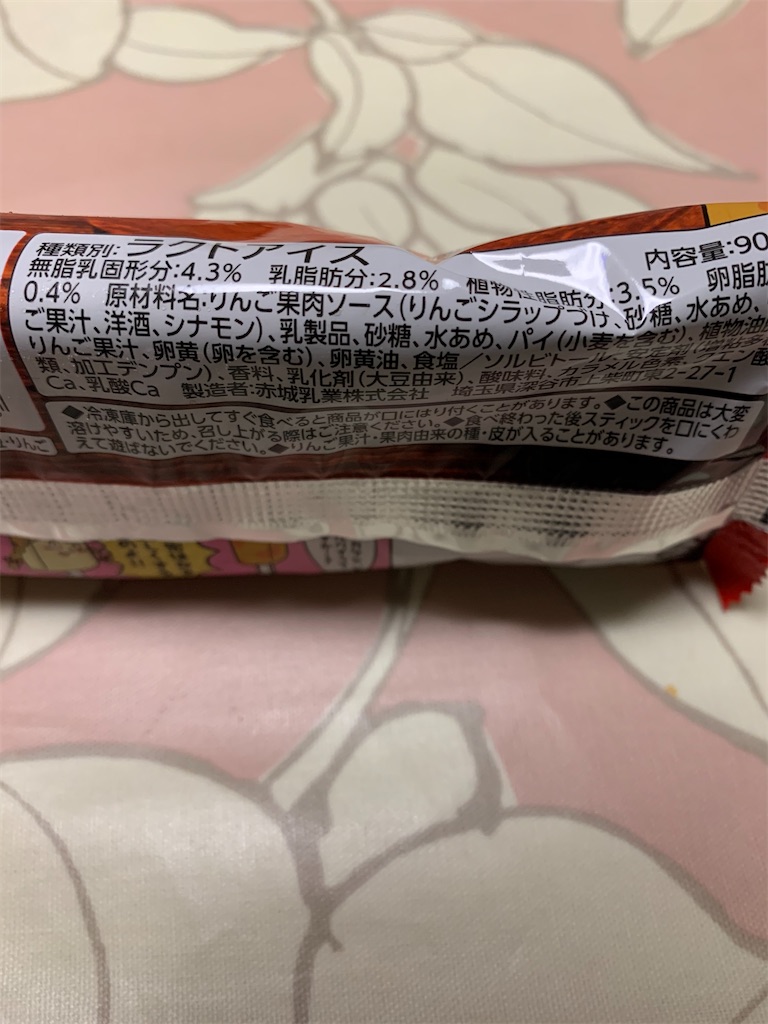 種類別:ラクトアイス 内容量:90
無脂乳固形分:4.3% 乳脂肪分:2.8% 植物性脂肪分:3.5% 卵脂肪
0.4% 原材料名:りんご果肉ソース(りんごシラップづけ、砂糖、水あめ、
ご果汁、洋酒、シナモン)、乳製品、砂糖、水あめ、パイ(小麦を含む)、植物油
りんご果汁、卵黄(卵を含む)、卵黄油、食塩/ソルビトール、
類、加工デンプン)、香料、乳化剤(大豆由来)、酸味料、カラメル色素、クエン酸
Ca、乳酸Ca 製造者:赤城乳業株式会社 埼玉県深谷市上柴町東2-27-1
◆冷凍庫から出してすぐ食べると商品が口にはり付くことがあります。◆この商品は大変
溶けやすいため、召し上がる際はご注意ください。◆食べ終わった後スティックを口にくわ
えて遊ばないでください。◆りんご果汁・果肉由来の種・皮が入ることがあります。
りんご